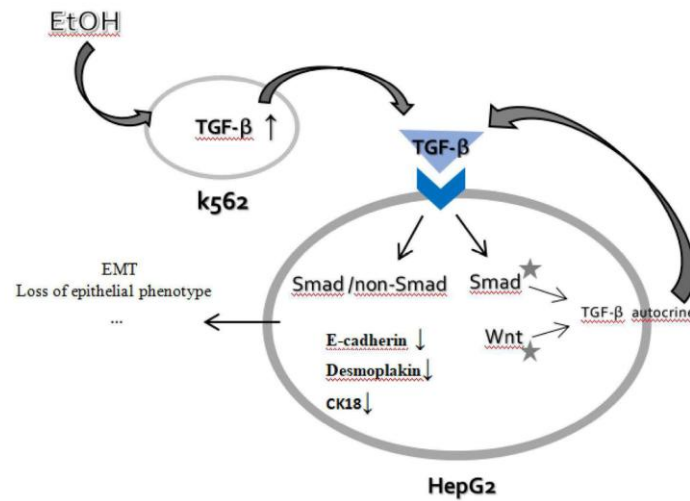 EtOH
TGF-β ↑
k562
TGF-β
EMT
Loss of epithelial phenotype
...
Smad /non-Smad
Smad
TGF-β autocrine
Wnt
E-cadherin ↓
Desmoplakin↓
CK18↓
HepG2